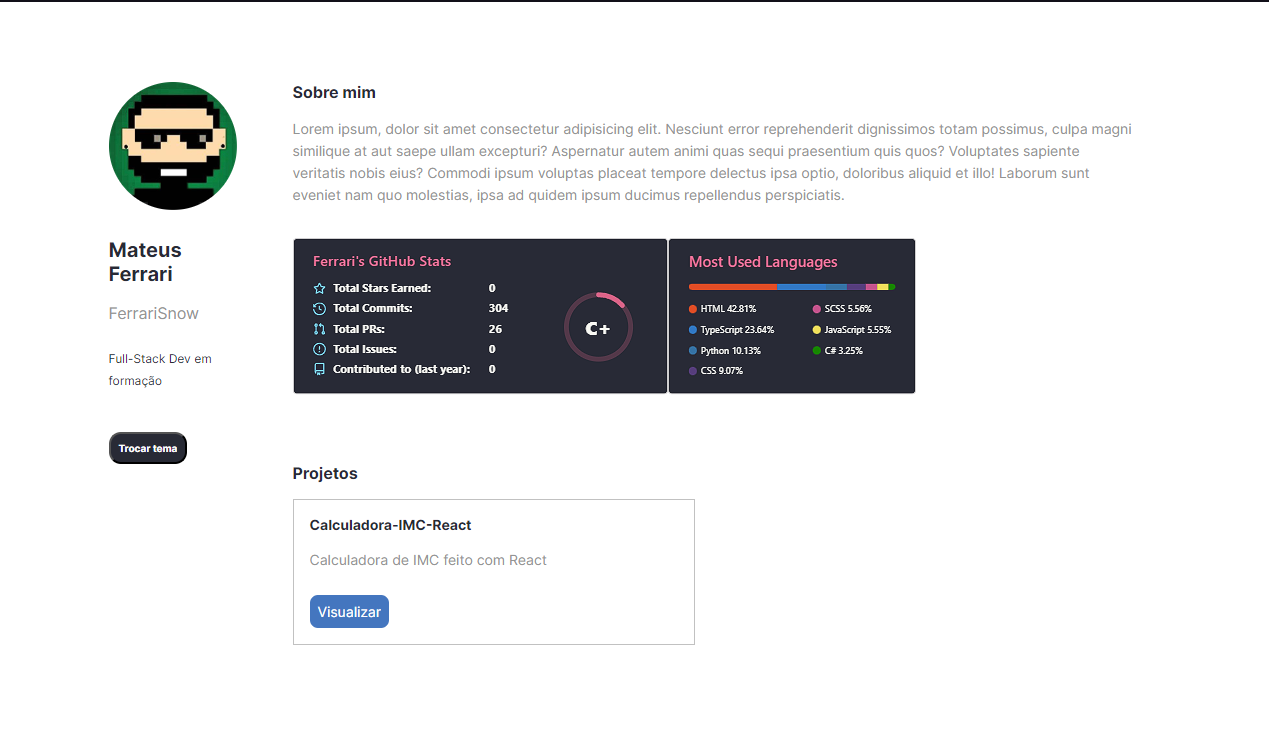 Mateus
Ferrari
FerrariSnow
Full-Stack Dev em
formação
Trocar tema
Sobre mim
Lorem ipsum, dolor sit amet consectetur adipisicing elit. Nesciunt error reprehenderit dignissimos totam possimus, culpa magni
similique at aut saepe ullam excepturi? Aspernatur autem animi quas sequi praesentium quis quos? Voluptates sapiente
veritatis nobis eius? Commodi ipsum voluptas placeat tempore delectus ipsa optio, doloribus aliquid et illo! Laborum sunt
eveniet nam quo molestias, ipsa ad quidem ipsum ducimus repellendus perspiciatis.
Ferrari's GitHub Stats
Total Stars Earned: 0
Total Commits: 304
Total PRs: 26
Total Issues: 0
Contributed to (last year): 0
C+
Most Used Languages
HTML 42.81%
TypeScript 23.64%
Python 10.13%
CSS 9.07%
SCSS 5.56%
JavaScript 5.55%
C# 3.25%
Projetos
Calculadora-IMC-React
Calculadora de IMC feito com React
Visualizar